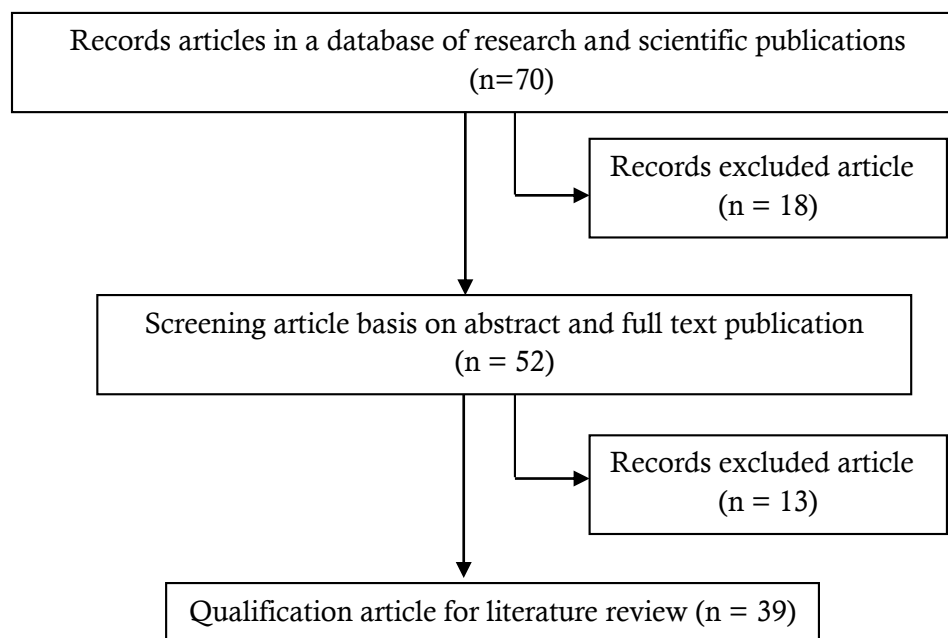 Records articles in a database of research and scientific publications
(n=70)
Records excluded article
(n = 18)
Screening article basis on abstract and full text publication
(n = 52)
Records excluded article
(n = 13)
Qualification article for literature review (n = 39)